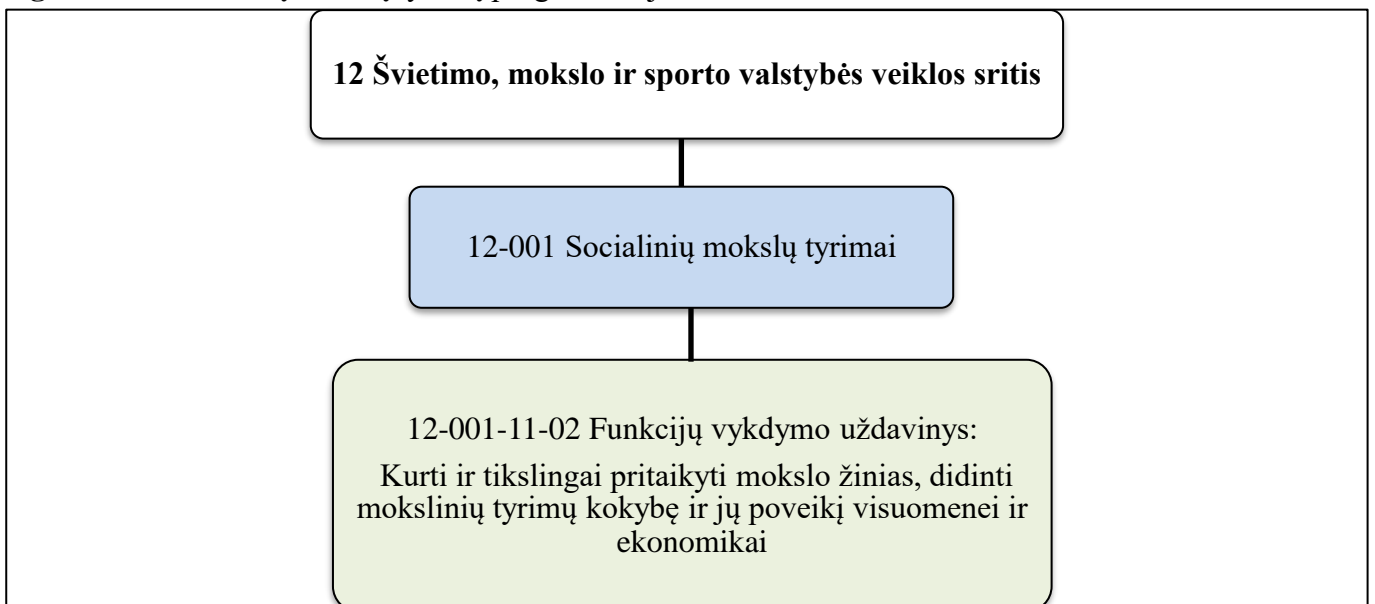 12 Švietimo, mokslo ir sporto valstybės veiklos sritis
12-001 Socialinių mokslų tyrimai
12-001-11-02 Funkcijų vykdymo uždavinys:
Kurti ir tikslingai pritaikyti mokslo žinias, didinti
mokslinių tyrimų kokybę ir jų poveikį visuomenei ir
ekonomikai